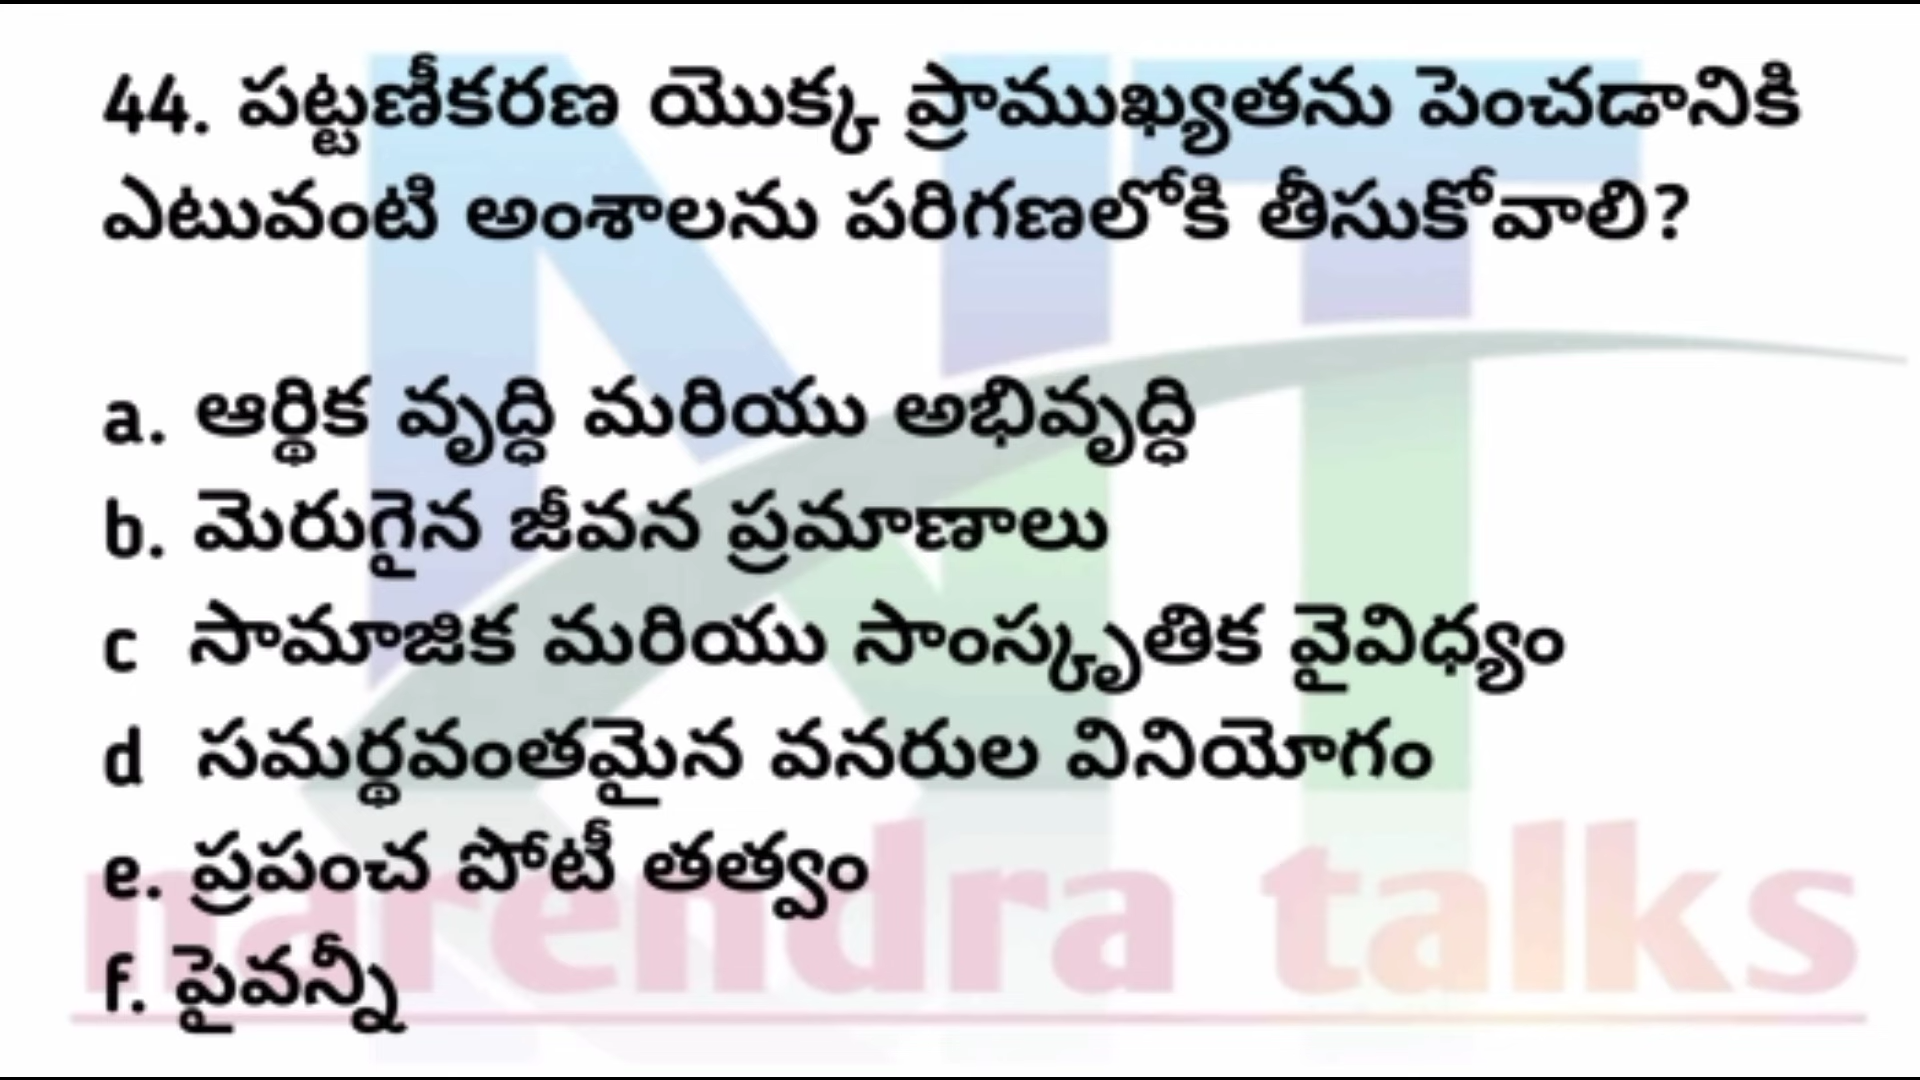 44. పట్టణీకరణ యొక్క ప్రాముఖ్యతను పెంచడానికి
ఎటువంటి అంశాలను పరిగణలోకి తీసుకోవాలి?
a. ఆర్థిక వృద్ధి మరియు అభివృద్ధి
b. మెరుగైన జీవన ప్రమాణాలు
c సామాజిక మరియు సాంస్కృతిక వైవిధ్యం
d సమర్థవంతమైన వనరుల వినియోగం
e. ప్రపంచ పోటీ తత్వం
f. పైవన్నీ
NT
narendra talks